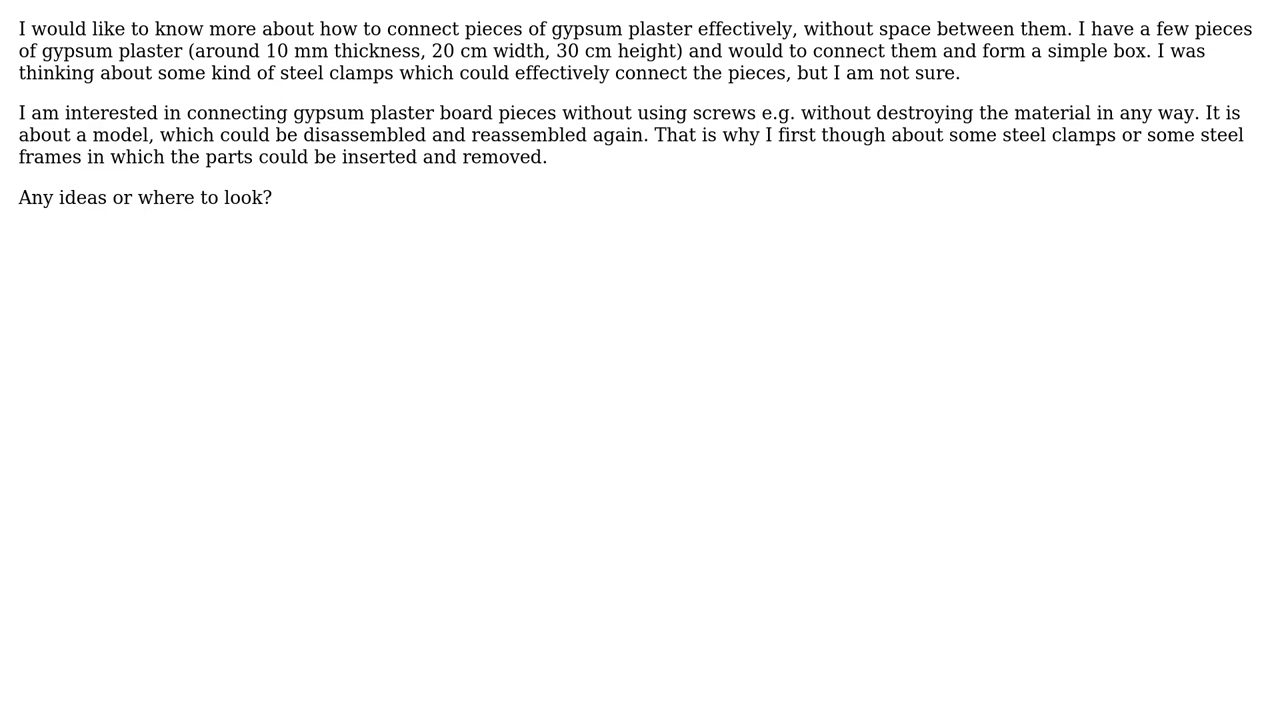 I would like to know more about how to connect pieces of gypsum plaster effectively, without space between them. I have a few pieces
of gypsum plaster (around 10 mm thickness, 20 cm width, 30 cm height) and would to connect them and form a simple box. I was
thinking about some kind of steel clamps which could effectively connect the pieces, but I am not sure.
I am interested in connecting gypsum plaster board pieces without using screws e.g. without destroying the material in any way. It is
about a model, which could be disassembled and reassembled again. That is why I first though about some steel clamps or some steel
frames in which the parts could be inserted and removed.
Any ideas or where to look?